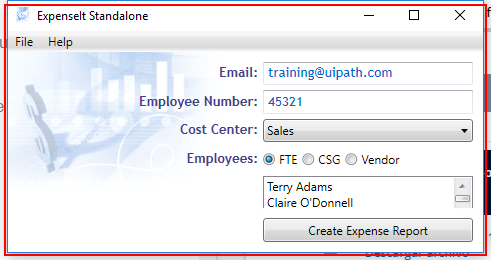 ExpenseIt Standalone
File Help
Email: training@uipath.com
Employee Number: 45321
Cost Center: Sales
Employees: FTE CSG Vendor
Terry Adams
Claire O'Donnell
Create Expense Report
Descargar archivo